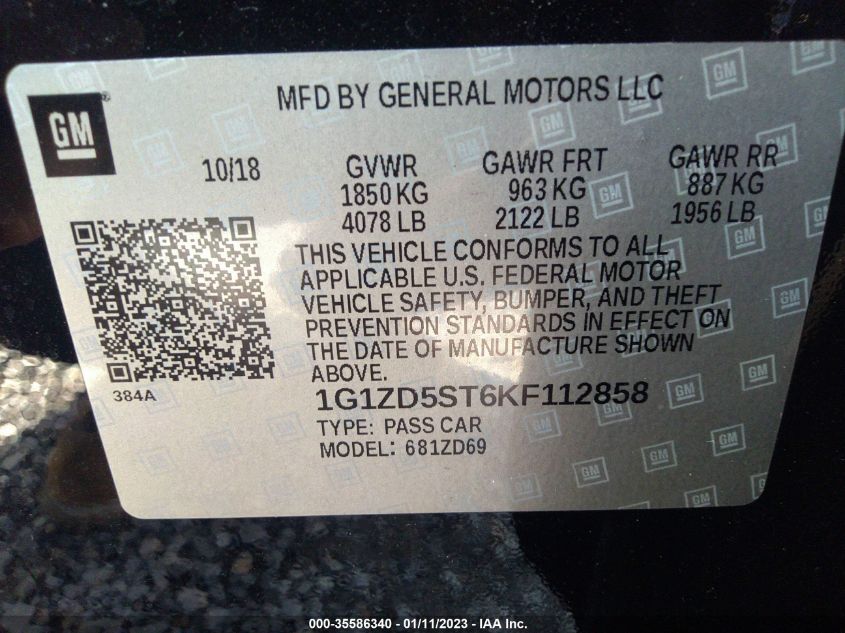 MFD BY GENERAL MOTORS LLC
GM
10/18
GVWR GAWR FRT GAWR RR
1850 KG 963 KG 887 KG
4078 LB 2122 LB 1956 LB
THIS VEHICLE CONFORMS TO ALL
APPLICABLE U.S. FEDERAL MOTOR
VEHICLE SAFETY, BUMPER, AND THEFT
PREVENTION STANDARDS IN EFFECT ON
THE DATE OF MANUFACTURE SHOWN
ABOVE.
384A
1G1ZD5ST6KF112858
TYPE: PASS CAR
MODEL: 681ZD69
000-35586340 - 01/11/2023 - IAA Inc.